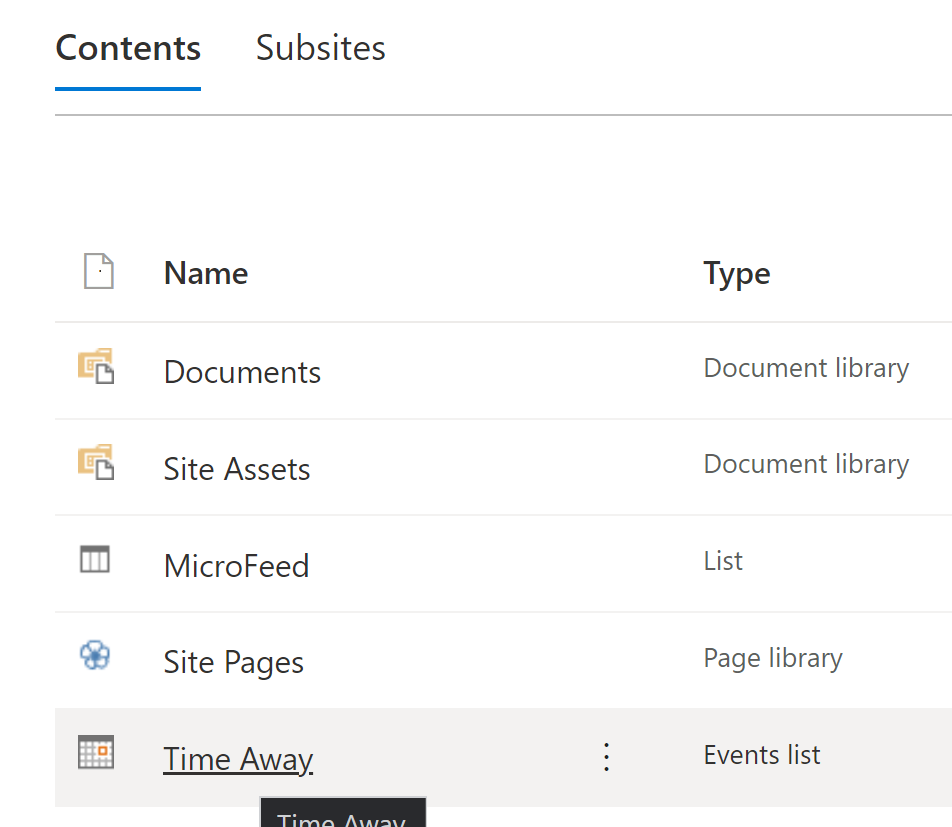 Contents Subsites
Name Type
Documents Document library
Site Assets Document library
MicroFeed List
Site Pages Page library
Time Away Events list
Time Away